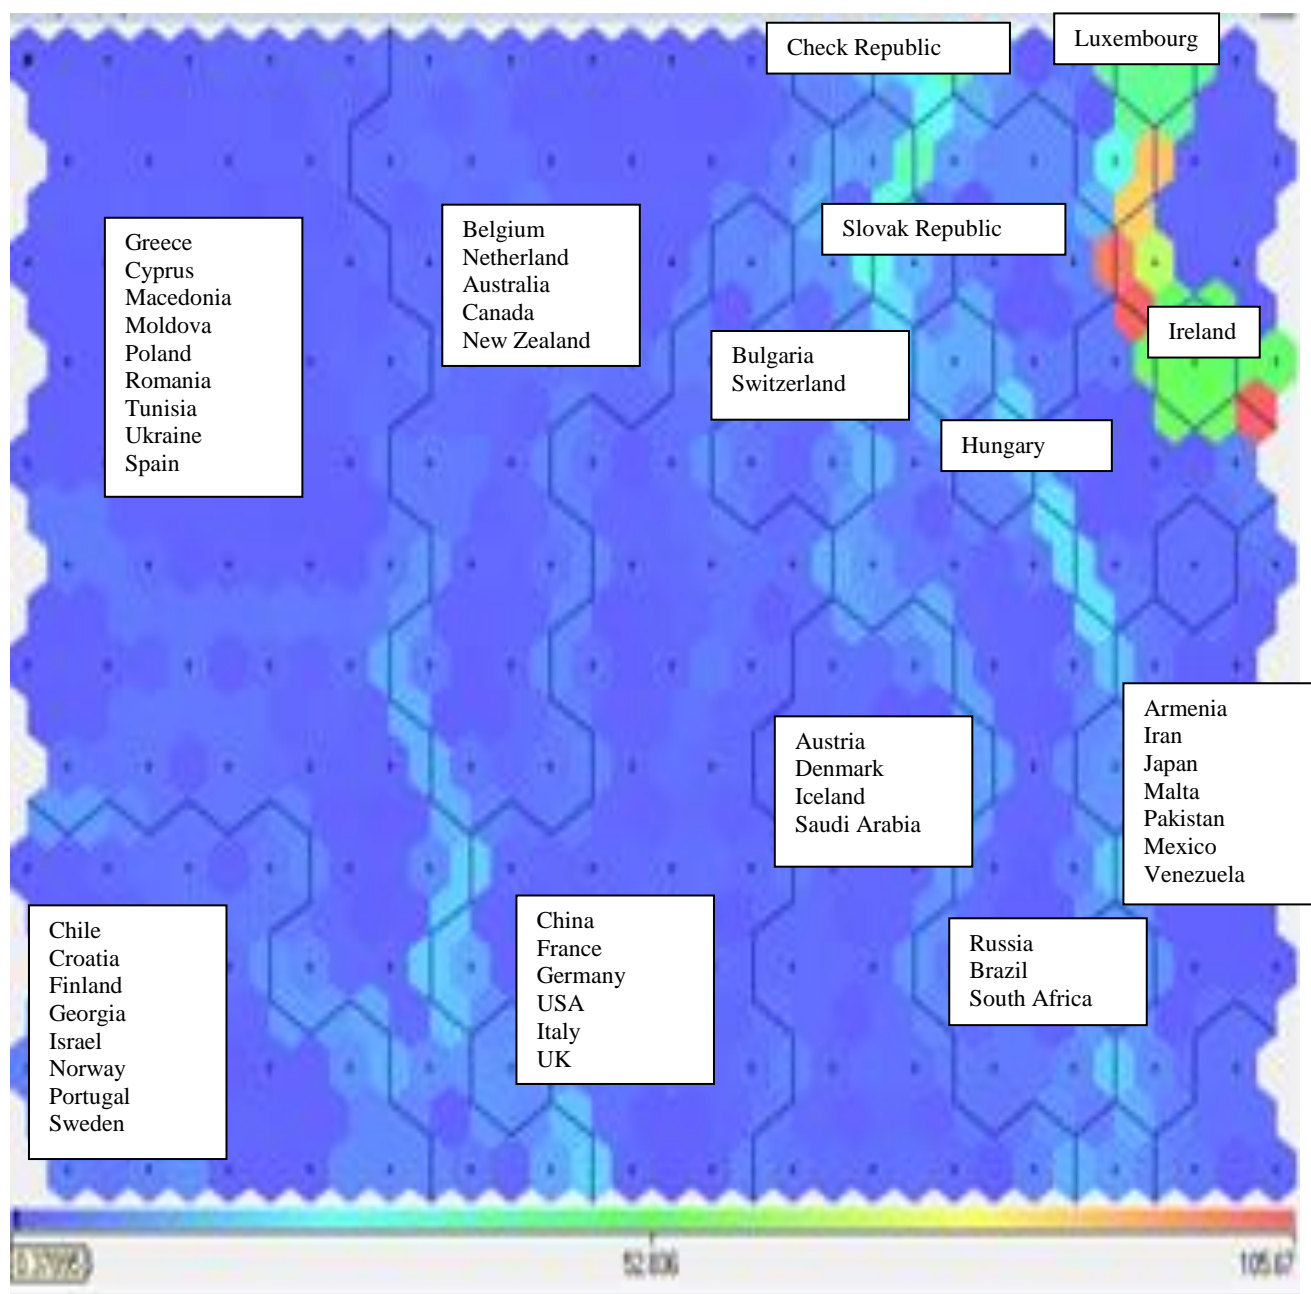 Check Republic
Luxembourg
Slovak Republic
Ireland
Greece
Cyprus
Macedonia
Moldova
Poland
Romania
Tunisia
Ukraine
Spain
Belgium
Netherland
Australia
Canada
New Zealand
Bulgaria
Switzerland
Hungary
Austria
Denmark
Iceland
Saudi Arabia
Armenia
Iran
Japan
Malta
Pakistan
Mexico
Venezuela
Chile
Croatia
Finland
Georgia
Israel
Norway
Portugal
Sweden
China
France
Germany
USA
Italy
UK
Russia
Brazil
South Africa
105.67